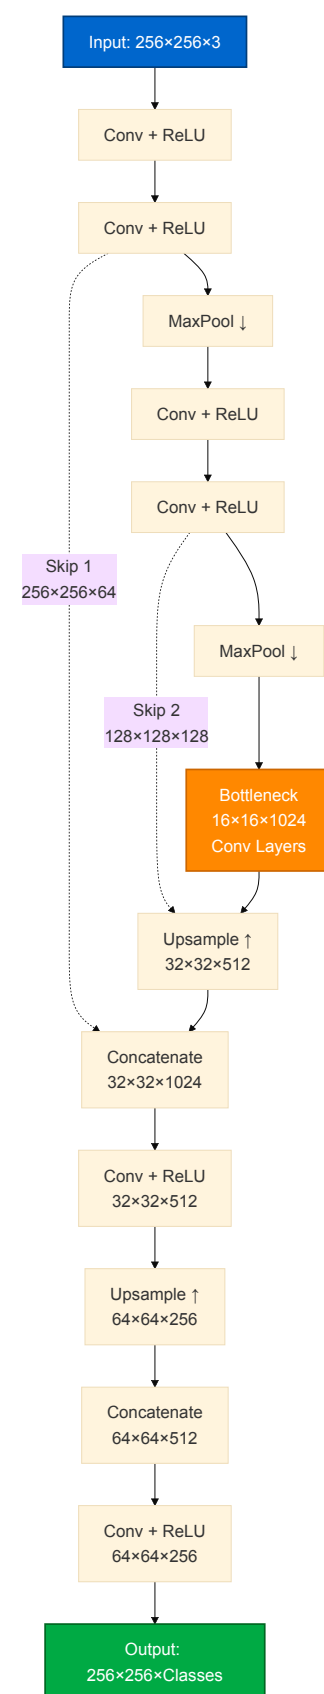 Input: 256×256×3
Conv + ReLU
Conv + ReLU
MaxPool ↓
Conv + ReLU
Conv + ReLU
Skip 1
256×256×64
MaxPool ↓
Skip 2
128×128×128
Bottleneck
16×16×1024
Conv Layers
Upsample ↑
32×32×512
Concatenate
32×32×1024
Conv + ReLU
32×32×512
Upsample ↑
64×64×256
Concatenate
64×64×512
Conv + ReLU
64×64×256
Output:
256×256×Classes